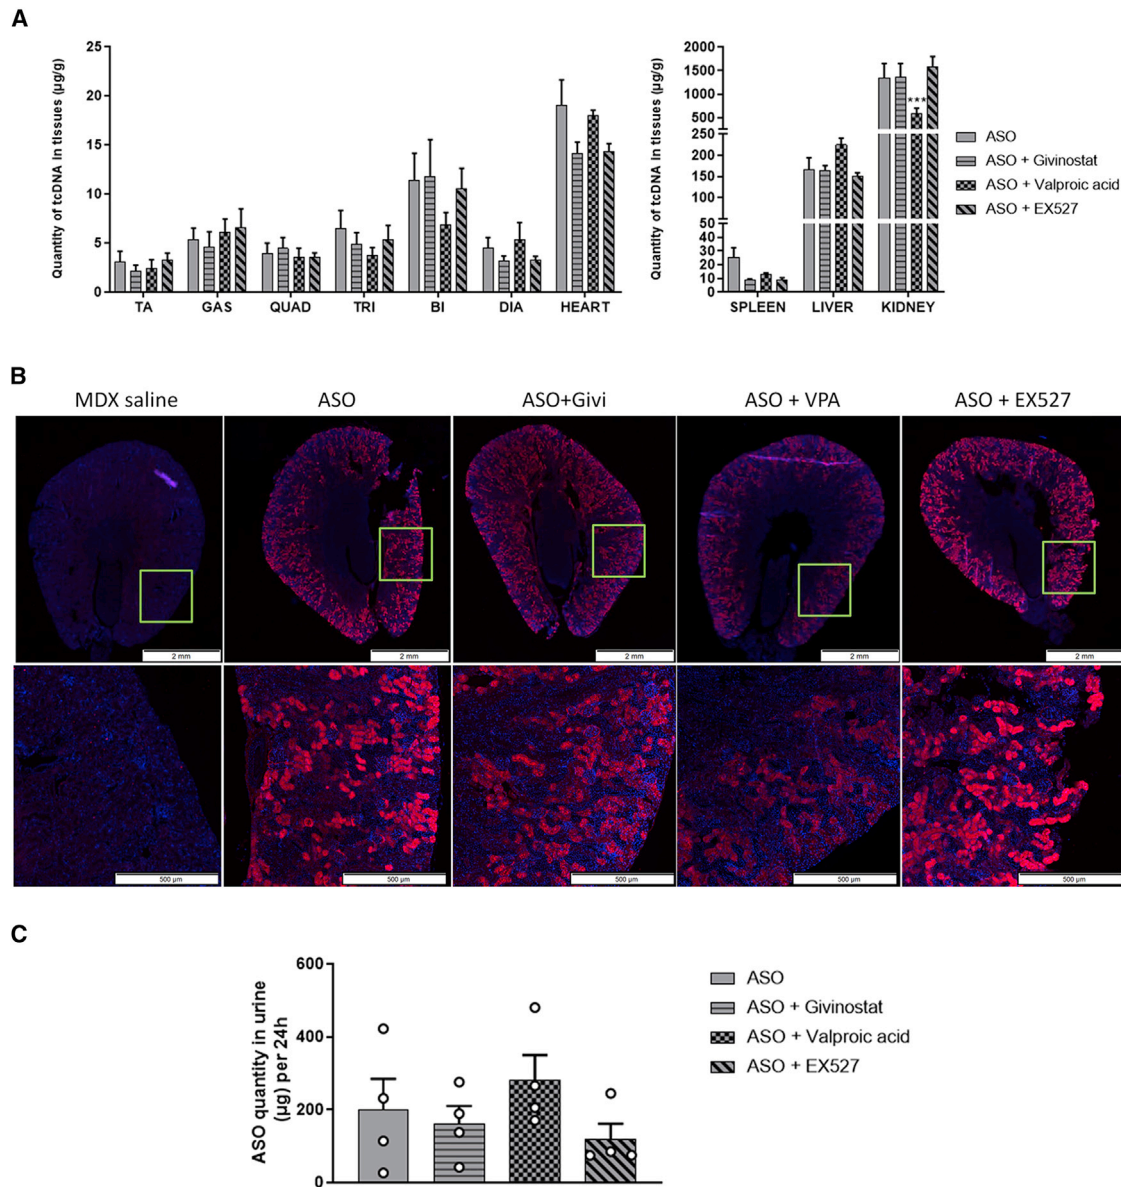 A
Quantity of tcDNA in tissues (µg/g)
25
20
15
10
5
0
TA GAS QUAD TRI BI DIA HEART
Quantity of tcDNA in tissues (µg/g)
2000
1500
1000
500
250
200
150
100
50
40
30
20
10
0
***
SPLEEN LIVER KIDNEY
ASO
ASO + Givinostat
ASO + Valproic acid
ASO + EX527
B
MDX saline ASO ASO+Givi ASO + VPA ASO + EX527
2 mm 2 mm 2 mm 2 mm 2 mm
500 µm 500 µm 500 µm 500 µm 500 µm
C
ASO quantity in urine
(µg) per 24h
600
400
200
0
ASO
ASO + Givinostat
ASO + Valproic acid
ASO + EX527